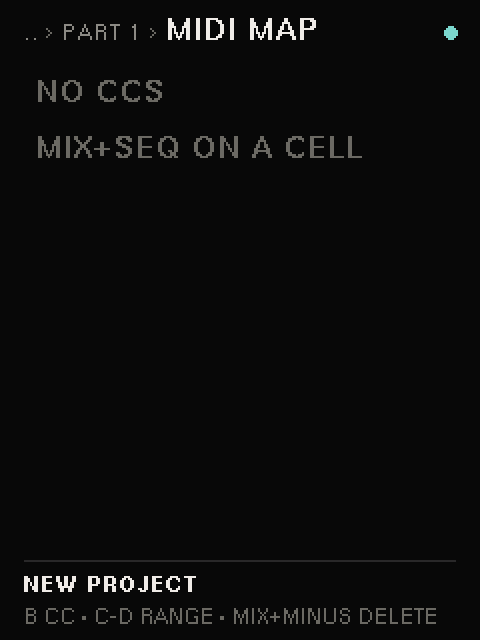 ..› PART 1 › MIDI MAP
NO CCS
MIX+SEQ ON A CELL
NEW PROJECT
B CC · C-D RANGE · MIX+MINUS DELETE